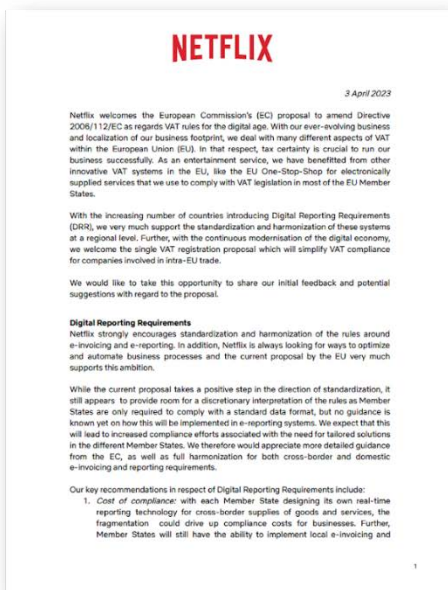 NETFLIX
3 April 2023
Netflix welcomes the European Commission's (EC) proposal to amend Directive
2006/112/EC as regards VAT rules for the digital age. With our ever-evolving business
and localization of our business footprint, we deal with many different aspects of VAT
within the European Union (EU). In that respect, tax certainty is crucial to run our
business successfully. As an entertainment service, we have benefitted from other
innovative VAT systems in the EU, like the EU One-Stop-Shop for electronically
supplied services that we use to comply with VAT legislation in most of the EU Member
States.
With the increasing number of countries introducing Digital Reporting Requirements
(DRR), we very much support the standardization and harmonization of these systems
at a regional level. Further, with the continuous modernisation of the digital economy,
we welcome the single VAT registration proposal which will simplify VAT compliance
for companies involved in intra-EU trade.
We would like to take this opportunity to share our initial feedback and potential
suggestions with regard to the proposal.
Digital Reporting Requirements
Netflix strongly encourages standardization and harmonization of the rules around
e-invoicing and e-reporting. In addition, Netflix is always looking for ways to optimize
and automate business processes and the current proposal by the EU very much
supports this ambition.
While the current proposal takes a positive step in the direction of standardization, it
still appears to provide room for a discretionary interpretation of the rules as Member
States are only required to comply with a standard data format, but no guidance is
known yet on how this will be implemented in e-reporting systems. We expect that this
will lead to increased compliance efforts associated with the need for tailored solutions
in the different Member States. We therefore would appreciate more detailed guidance
from the EC, as well as full harmonization for both cross-border and domestic
e-invoicing and reporting requirements.
Our key recommendations in respect of Digital Reporting Requirements include:
1. Cost of compliance: with each Member State designing its own real-time
reporting technology for cross-border supplies of goods and services, the
fragmentation could drive up compliance costs for businesses. Further,
Member States will still have the ability to implement local e-invoicing and
1